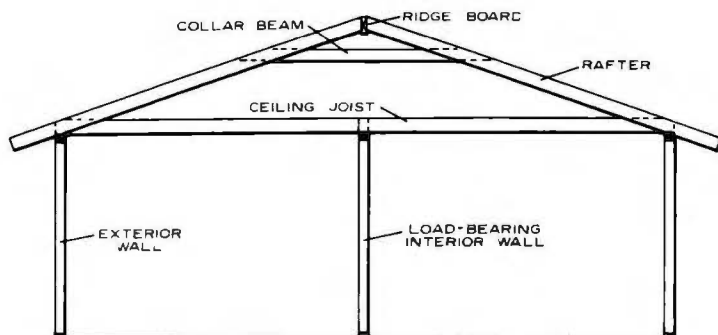 RIDGE BOARD
COLLAR BEAM
RAFTER
CEILING JOIST
EXTERIOR
WALL
LOAD-BEARING
INTERIOR WALL